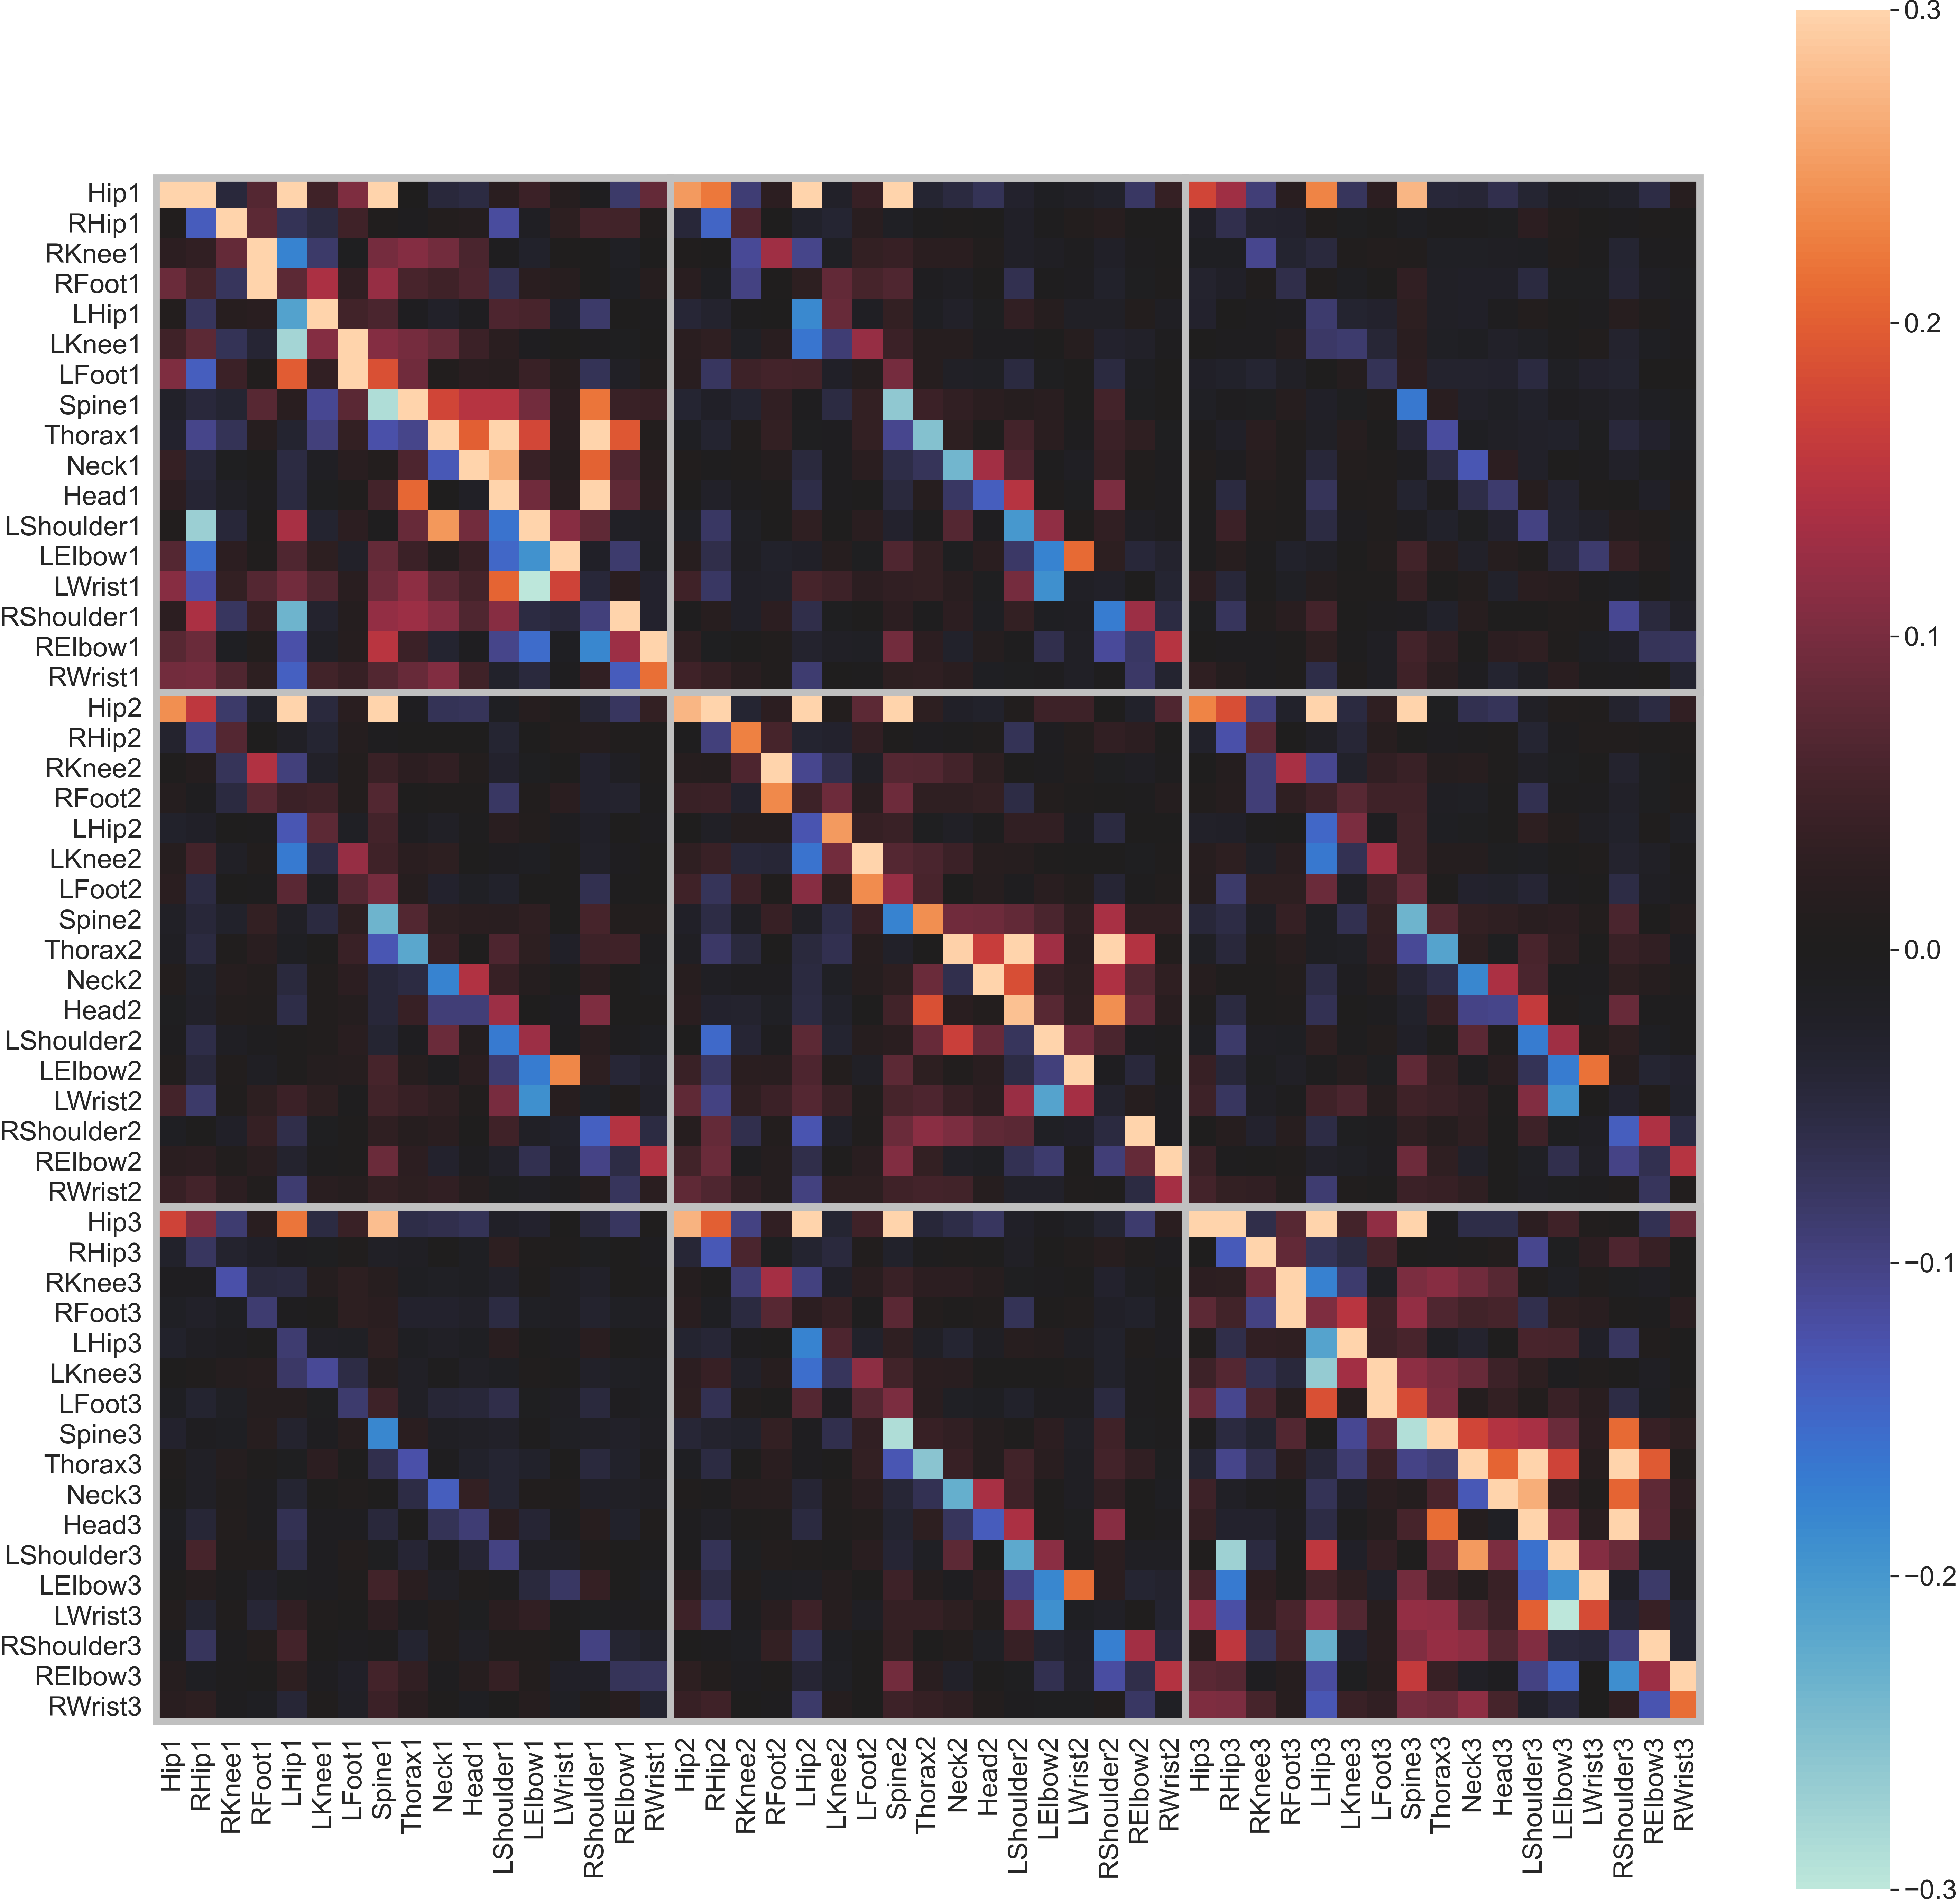 Hip1
RHip1
RKnee1
RFoot1
LHip1
LKnee1
LFoot1
Spine1
Thorax1
Neck1
Head1
LShoulder1
LElbow1
LWrist1
RShoulder1
RElbow1
RWrist1
Hip2
RHip2
RKnee2
RFoot2
LHip2
LKnee2
LFoot2
Spine2
Thorax2
Neck2
Head2
LShoulder2
LElbow2
LWrist2
RShoulder2
RElbow2
RWrist2
Hip3
RHip3
RKnee3
RFoot3
LHip3
LKnee3
LFoot3
Spine3
Thorax3
Neck3
Head3
LShoulder3
LElbow3
LWrist3
RShoulder3
RElbow3
RWrist3
Hip1
RHip1
RKnee1
RFoot1
LHip1
LKnee1
LFoot1
Spine1
Thorax1
Neck1
Head1
LShoulder1
LElbow1
LWrist1
RShoulder1
RElbow1
RWrist1
Hip2
RHip2
RKnee2
RFoot2
LHip2
LKnee2
LFoot2
Spine2
Thorax2
Neck2
Head2
LShoulder2
LElbow2
LWrist2
RShoulder2
RElbow2
RWrist2
Hip3
RHip3
RKnee3
RFoot3
LHip3
LKnee3
LFoot3
Spine3
Thorax3
Neck3
Head3
LShoulder3
LElbow3
LWrist3
RShoulder3
RElbow3
RWrist3
0.3
0.2
0.1
0.0
−0.1
−0.2
−0.3